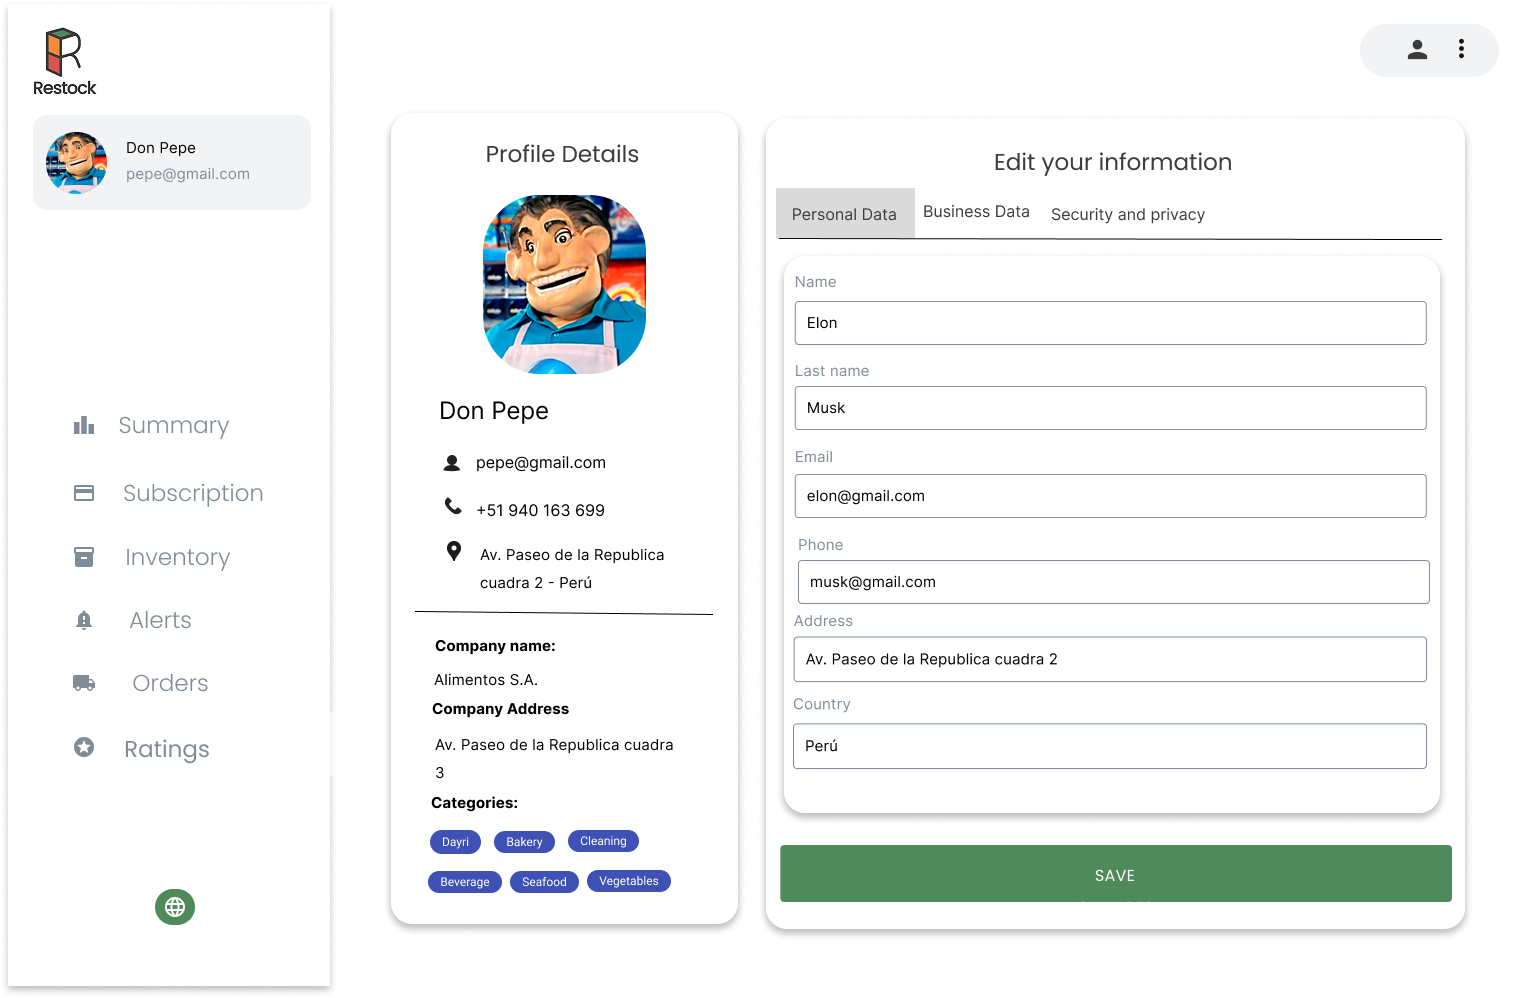 Restock
Don Pepe
pepe@gmail.com
Summary
Subscription
Inventory
Alerts
Orders
Ratings
Profile Details
Don Pepe
pepe@gmail.com
+51 940 163 699
Av. Paseo de la Republica
cuadra 2 - Perú
Company name:
Alimentos S.A.
Company Address
Av. Paseo de la Republica cuadra
3
Categories:
Dayri Bakery Cleaning
Beverage Seafood Vegetables
Edit your information
Personal Data Business Data Security and privacy
Name
Elon
Last name
Musk
Email
elon@gmail.com
Phone
musk@gmail.com
Address
Av. Paseo de la Republica cuadra 2
Country
Perú
SAVE